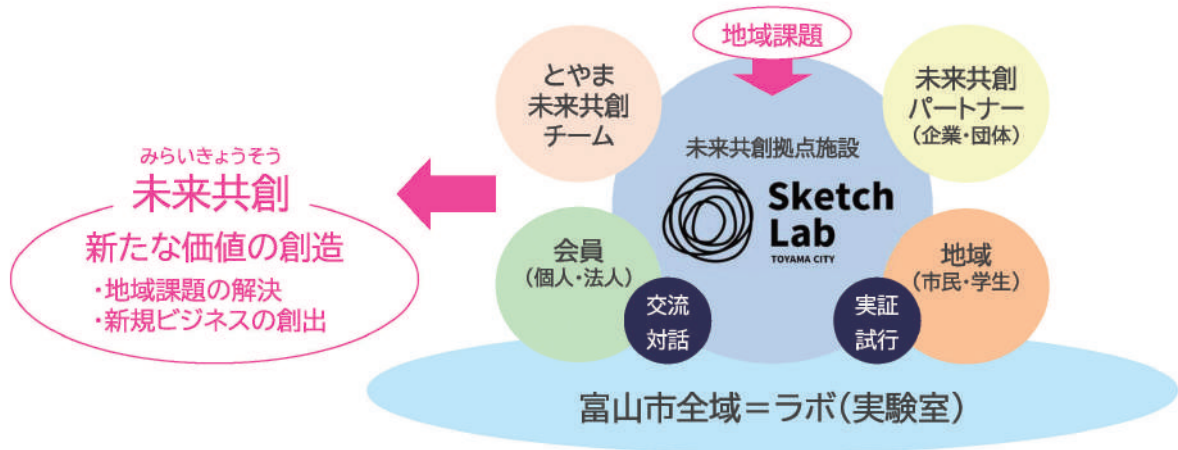 地域課題
とやま
未来共創
チーム
未来共創
パートナー
(企業・団体)
未来共創拠点施設
Sketch
Lab
TOYAMA CITY
みらいきょうそう
未来共創
新たな価値の創造
・地域課題の解決
・新規ビジネスの創出
会員
(個人・法人)
地域
(市民・学生)
交流
対話
実証
試行
富山市全域=ラボ(実験室)